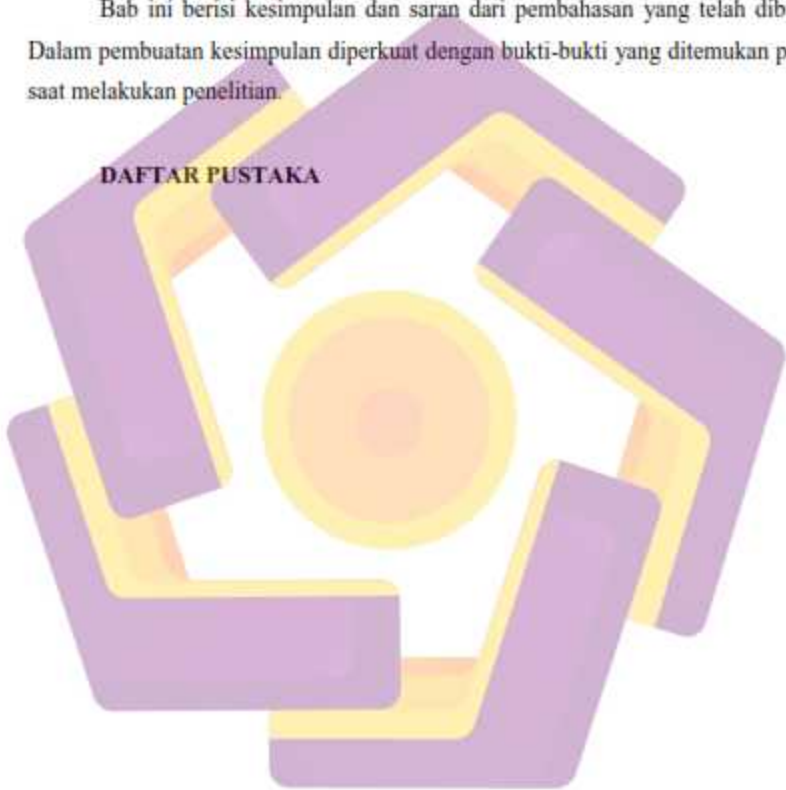 Bab ini berisi kesimpulan dan saran dari pembahasan yang telah
Dalam pembuatan kesimpulan diperkuat dengan bukti-bukti yang ditemukan
saat melakukan penelitian.
DAFTAR PUSTAKA